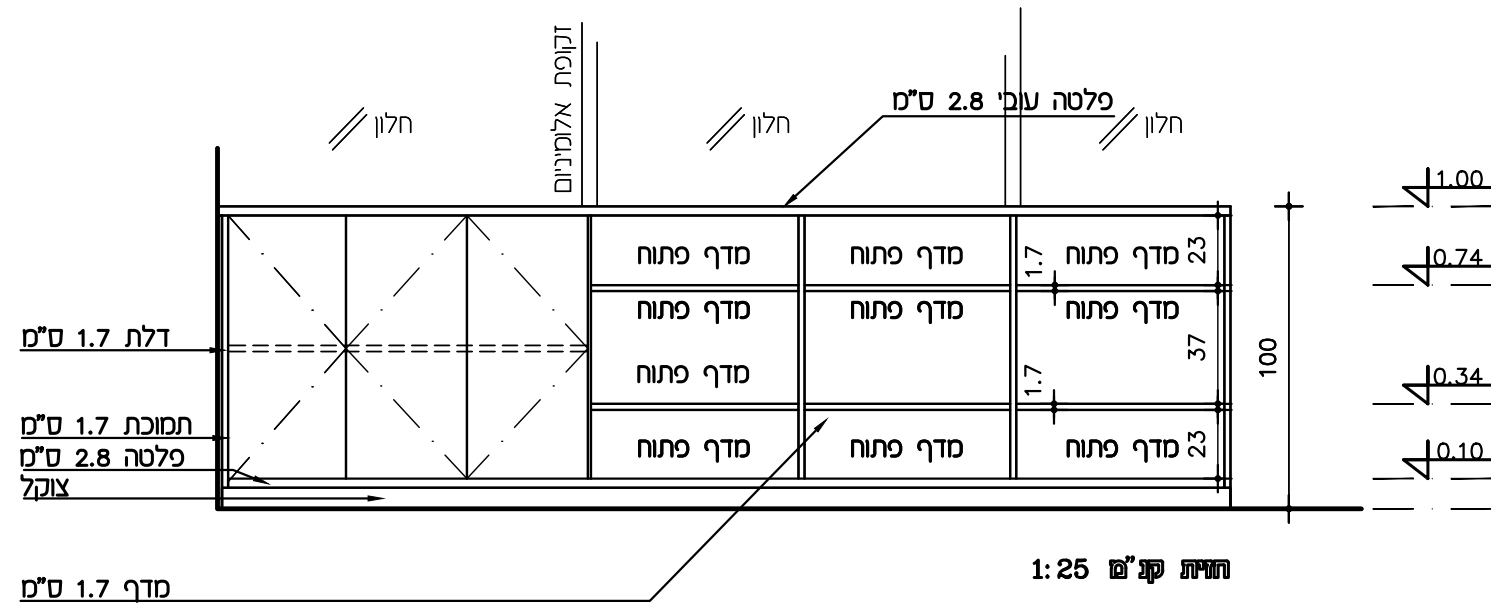 זקופת אלומיניום
פלטה עובי 2.8 ס"מ
חלון
חלון
חלון
1.00
מדף פתוח
מדף פתוח
מדף פתוח
23
1.7
0.74
מדף פתוח
מדף פתוח
מדף פתוח
דלת 1.7 ס"מ
37
100
מדף פתוח
1.7
0.34
תמוכת 1.7 ס"מ
מדף פתוח
מדף פתוח
מדף פתוח
23
0.10
פלטה 2.8 ס"מ
צוקל
חזית קנ"מ 1:25
מדף 1.7 ס"מ